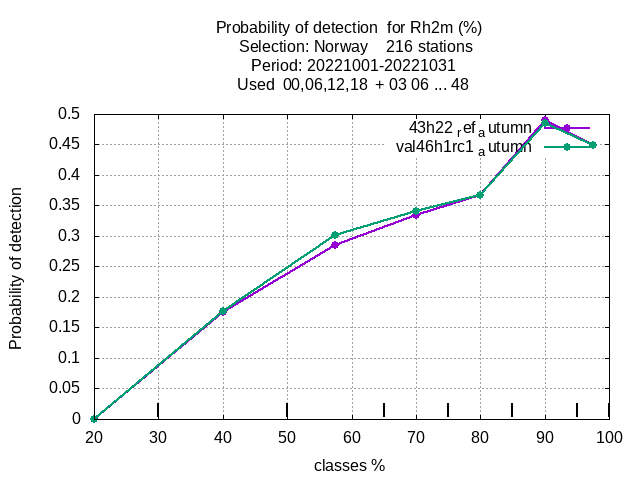 Probability of detection  for Rh2m (%)
Selection: Norway    216 stations
Period: 20221001-20221031
Used  00,06,12,18  + 03 06 ... 48
43h22 ref autumn
val46h1rc1 autumn
0.5
0.45
0.4
0.35
0.3
0.25
0.2
0.15
0.1
0.05
0
Probability of detection
20 30 40 50 60 70 80 90 100
classes %